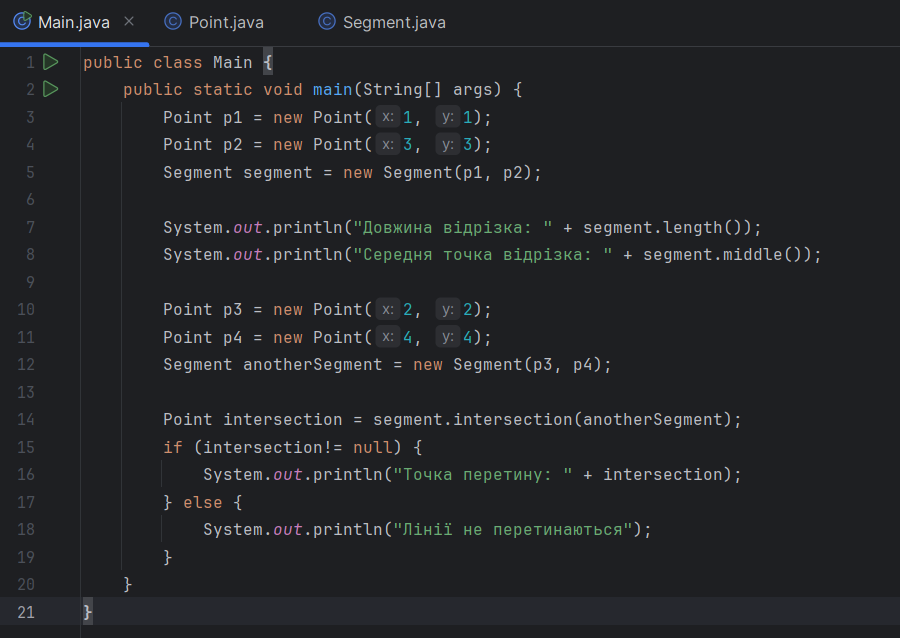 Main.java × Point.java Segment.java
1 public class Main {
2 public static void main(String[] args) {
3 Point p1 = new Point( x: 1, y: 1);
4 Point p2 = new Point( x: 3, y: 3);
5 Segment segment = new Segment(p1, p2);
6
7 System.out.println("Довжина відрізка: " + segment.length());
8 System.out.println("Середня точка відрізка: " + segment.middle());
9
10 Point p3 = new Point( x: 2, y: 2);
11 Point p4 = new Point( x: 4, y: 4);
12 Segment anotherSegment = new Segment(p3, p4);
13
14 Point intersection = segment.intersection(anotherSegment);
15 if (intersection!= null) {
16 System.out.println("Точка перетину: " + intersection);
17 } else {
18 System.out.println("Лінії не перетинаються");
19 }
20 }
21 }